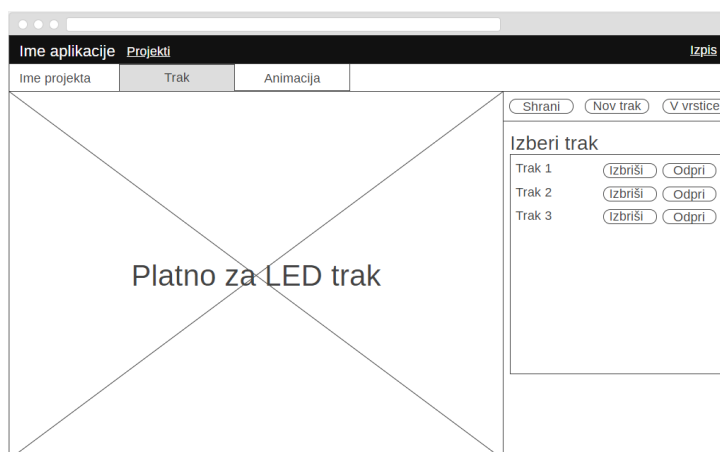 Ime aplikacije Projekti Izpis
Ime projekta Trak Animacija
Shrani Nov trak V vrstice
Izberi trak
Trak 1 Izbriši Odpri
Trak 2 Izbriši Odpri
Trak 3 Izbriši Odpri
Platno za LED trak